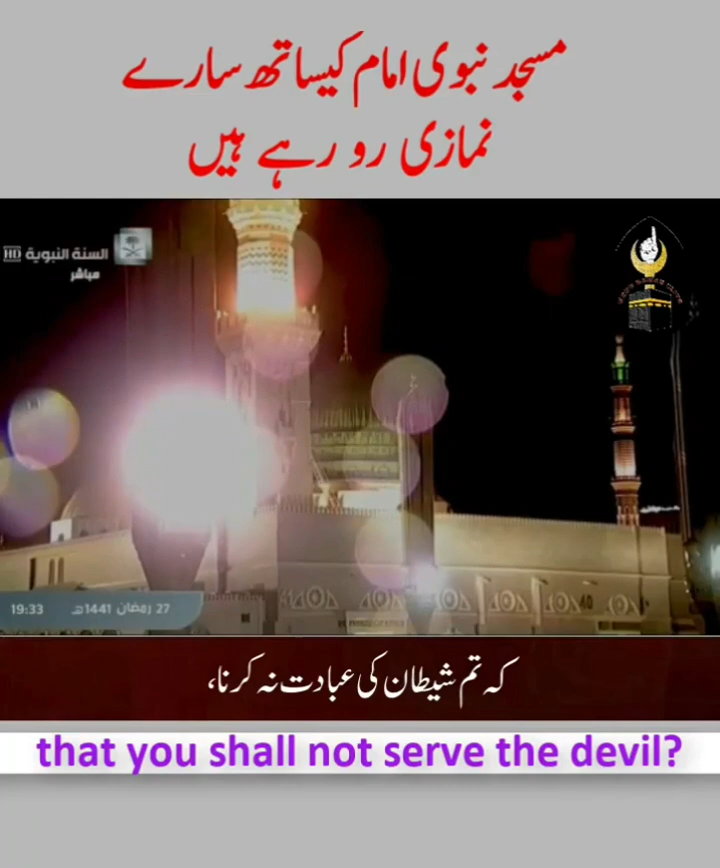 مسجد نبوی امام کیساتھ سارے
نمازی رو رہے ہیں
السنة النبوية HD
مباشر
19:33 27 رمضان 1441هـ
کہ تم شیطان کی عبادت نہ کرنا،
that you shall not serve the devil?